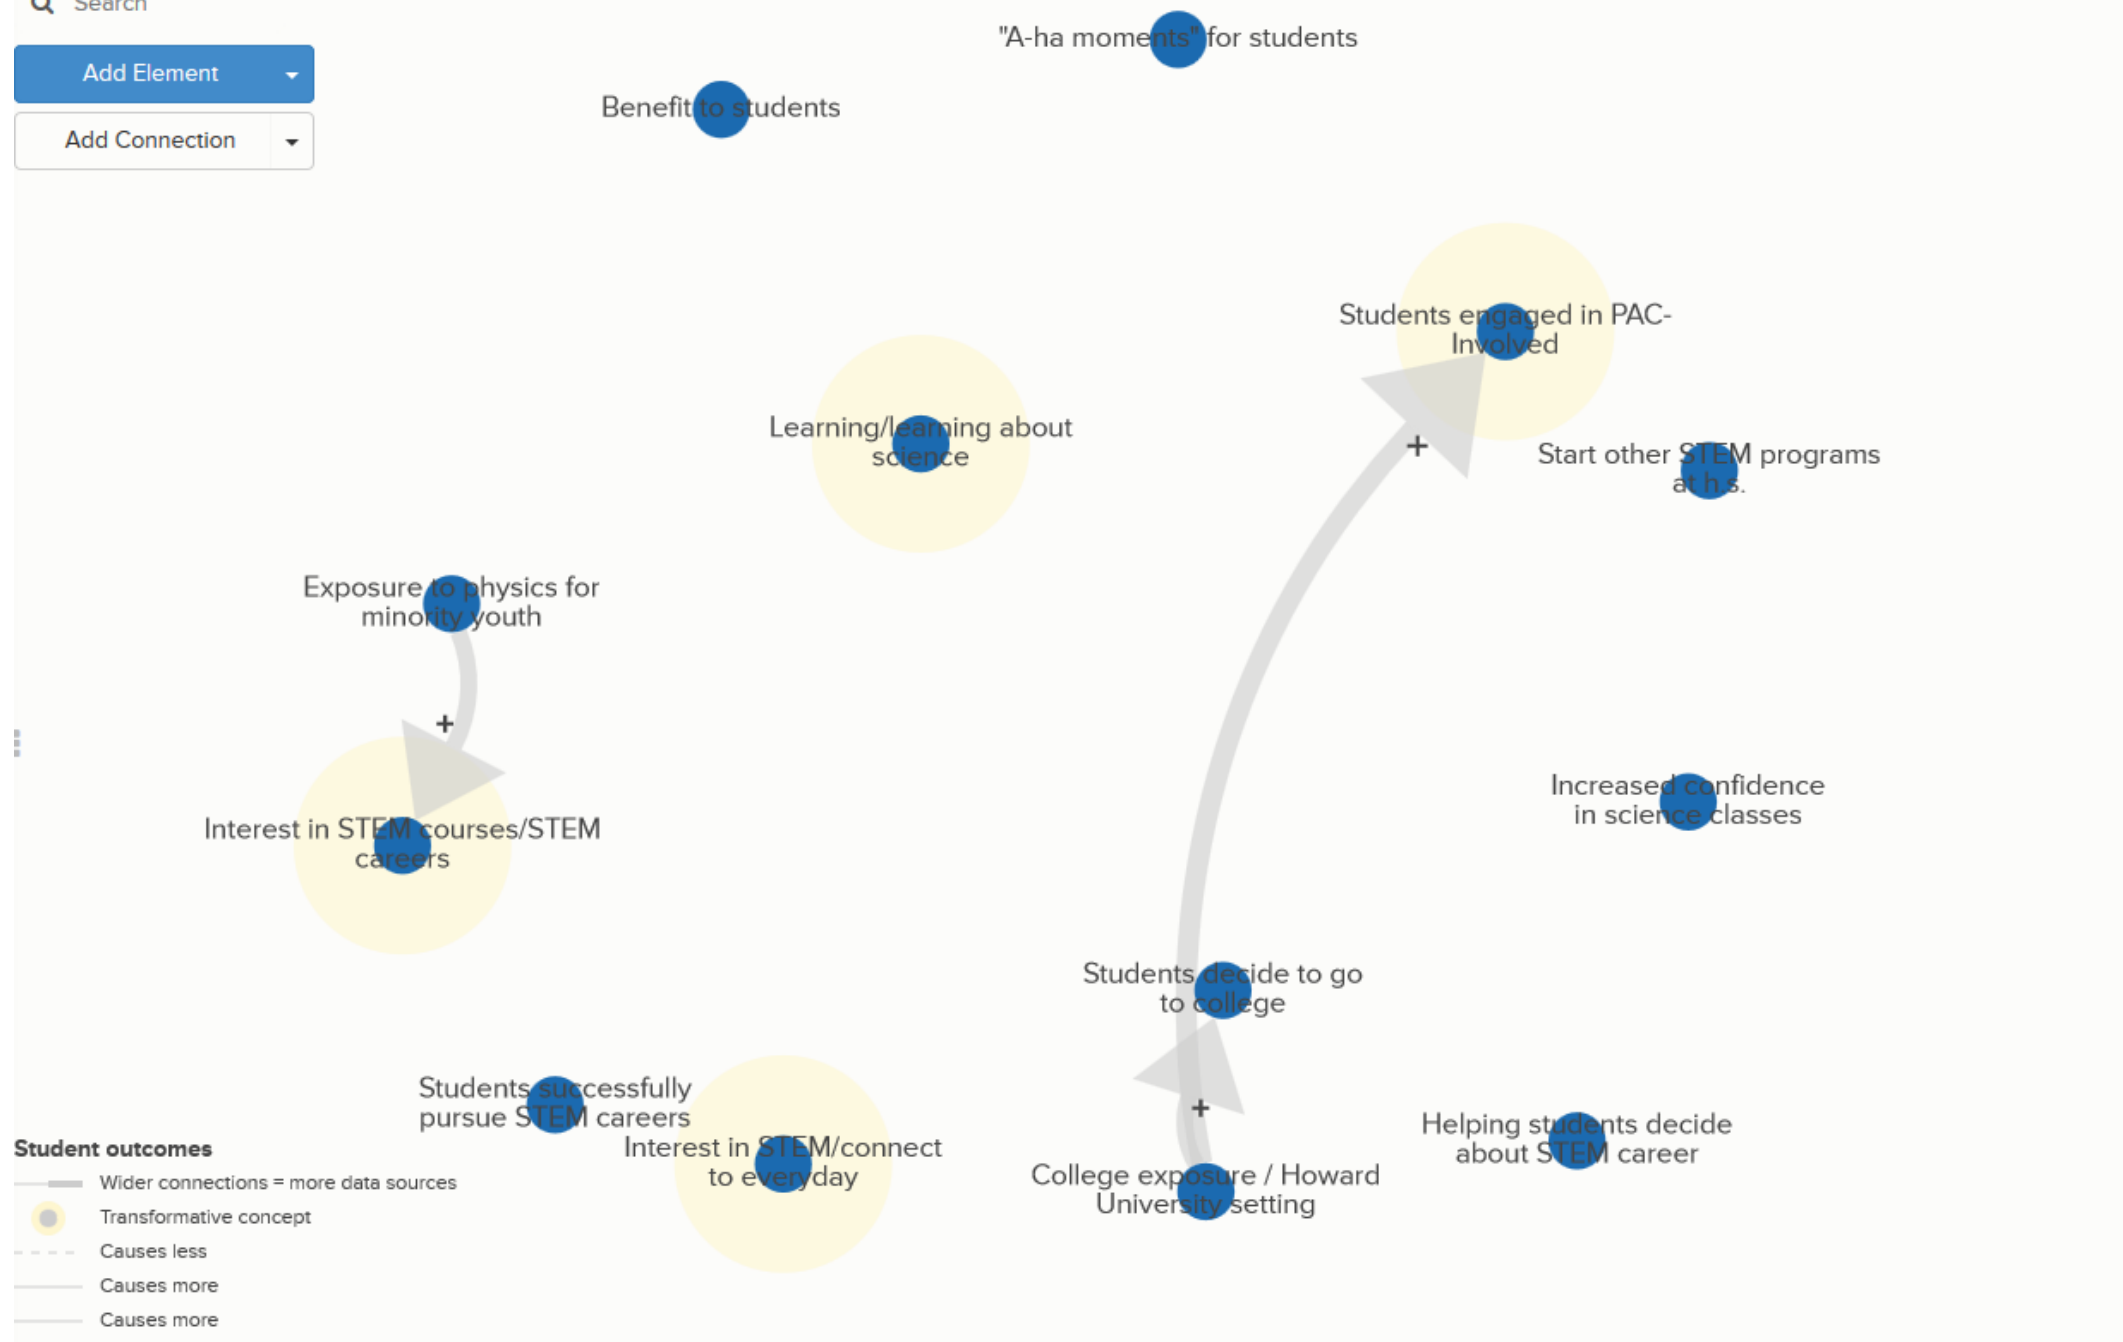 Search
Add Element
Add Connection
"A-ha moments" for students
Benefit to students
Students engaged in PAC-
Involved
Learning/learning about
science
Start other STEM programs
at h.s.
Exposure to physics for
minority youth
+
+
Increased confidence
in science classes
Interest in STEM courses/STEM
careers
Students decide to go
to college
Students successfully
pursue STEM careers
+
Interest in STEM/connect
to everyday
Helping students decide
about STEM career
College exposure / Howard
University setting
Student outcomes
Wider connections = more data sources
Transformative concept
Causes less
Causes more
Causes more